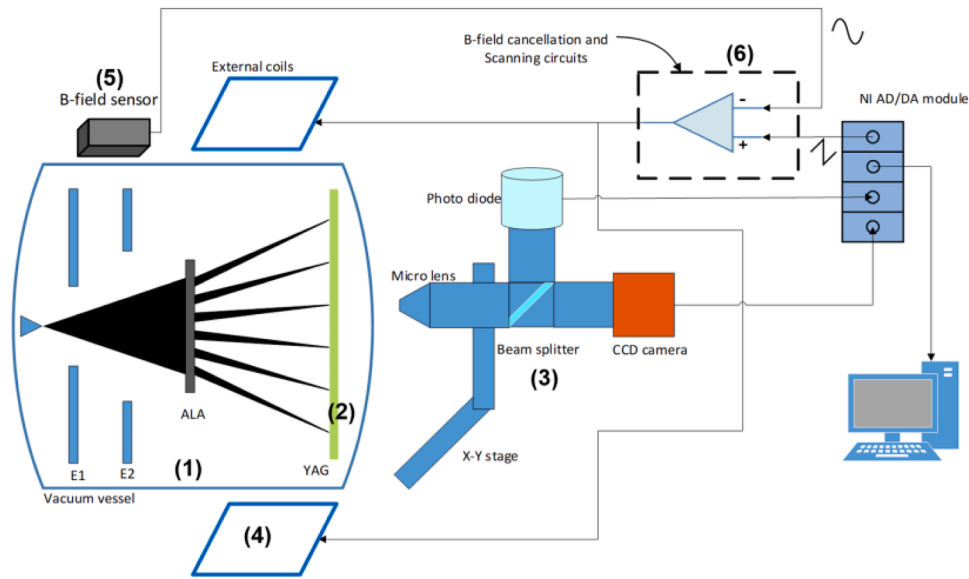 (5)
B-field sensor
External coils
B-field cancellation and
Scanning circuits
(6)
-
+
NI AD/DA module
Photo diode
Micro lens
Beam splitter
(3)
CCD camera
X-Y stage
ALA
(2)
E1
E2
(1)
YAG
Vacuum vessel
(4)